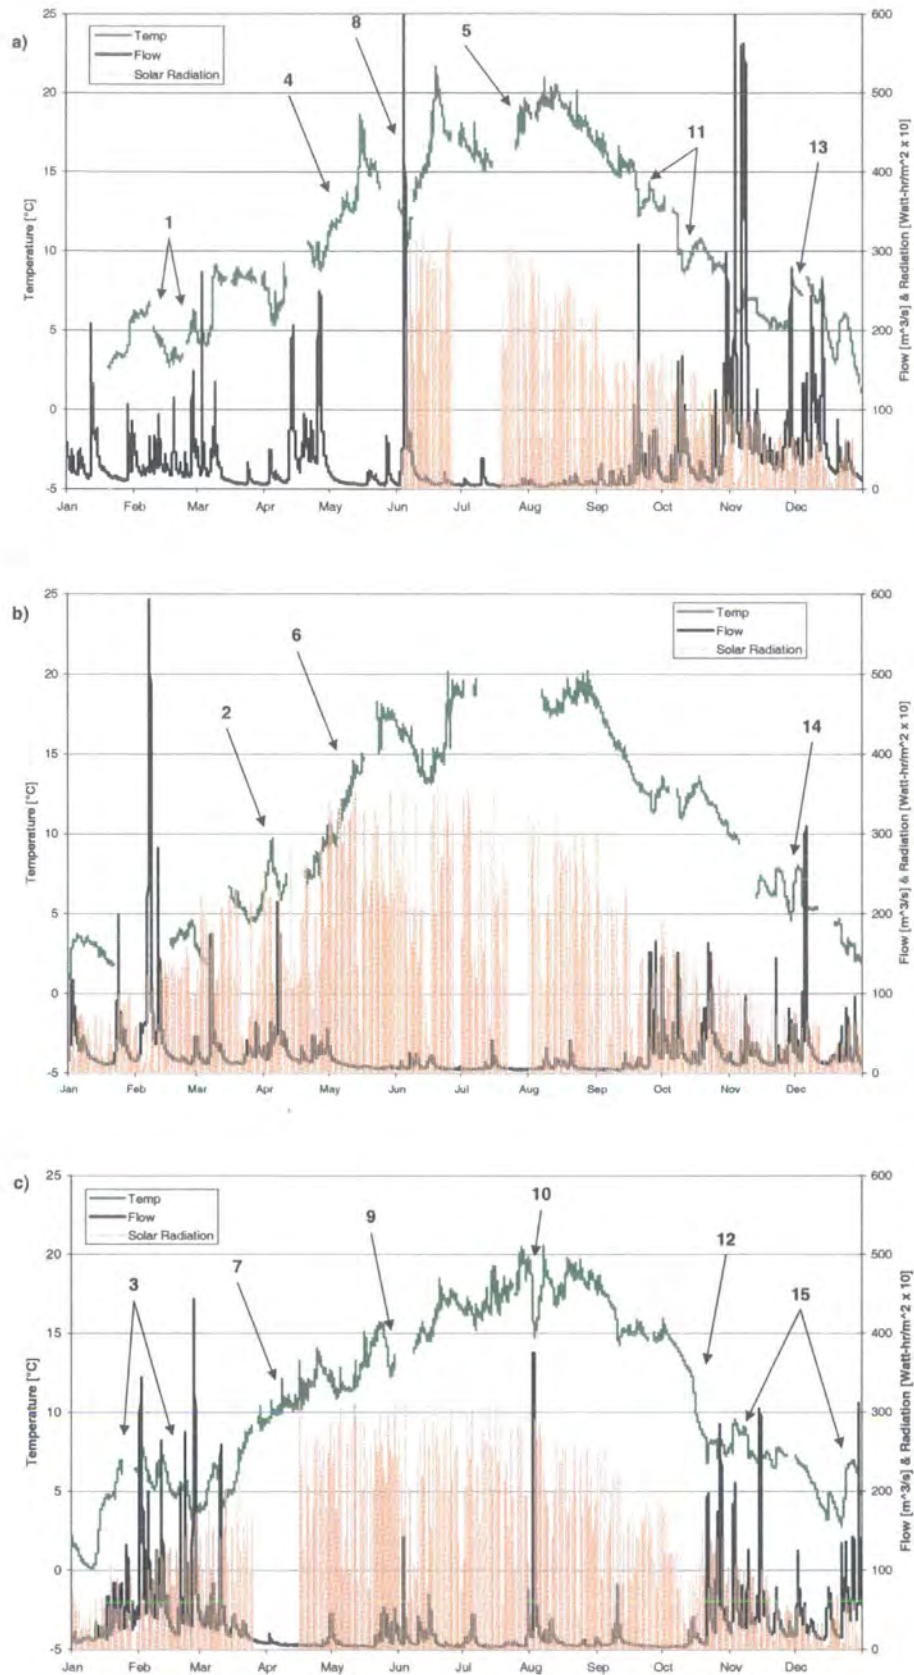 a)
25
20
15
10
5
0
-5
Temperature [°C]
Temp
Flow
Solar Radiation
1
4
8
5
11
13
600
500
400
300
200
100
0
Flow [m^3/s] & Radiation [Watt-hr/m^2 x 10]
Jan Feb Mar Apr May Jun Jul Aug Sep Oct Nov Dec
b)
25
20
15
10
5
0
-5
Temperature [°C]
Temp
Flow
Solar Radiation
2
6
14
600
500
400
300
200
100
0
Flow [m^3/s] & Radiation [Watt-hr/m^2 x 10]
Jan Feb Mar Apr May Jun Jul Aug Sep Oct Nov Dec
c)
25
20
15
10
5
0
-5
Temperature [°C]
Temp
Flow
Solar Radiation
3
7
9
10
12
15
600
500
400
300
200
100
0
Flow [m^3/s] & Radiation [Watt-hr/m^2 x 10]
Jan Feb Mar Apr May Jun Jul Aug Sep Oct Nov Dec